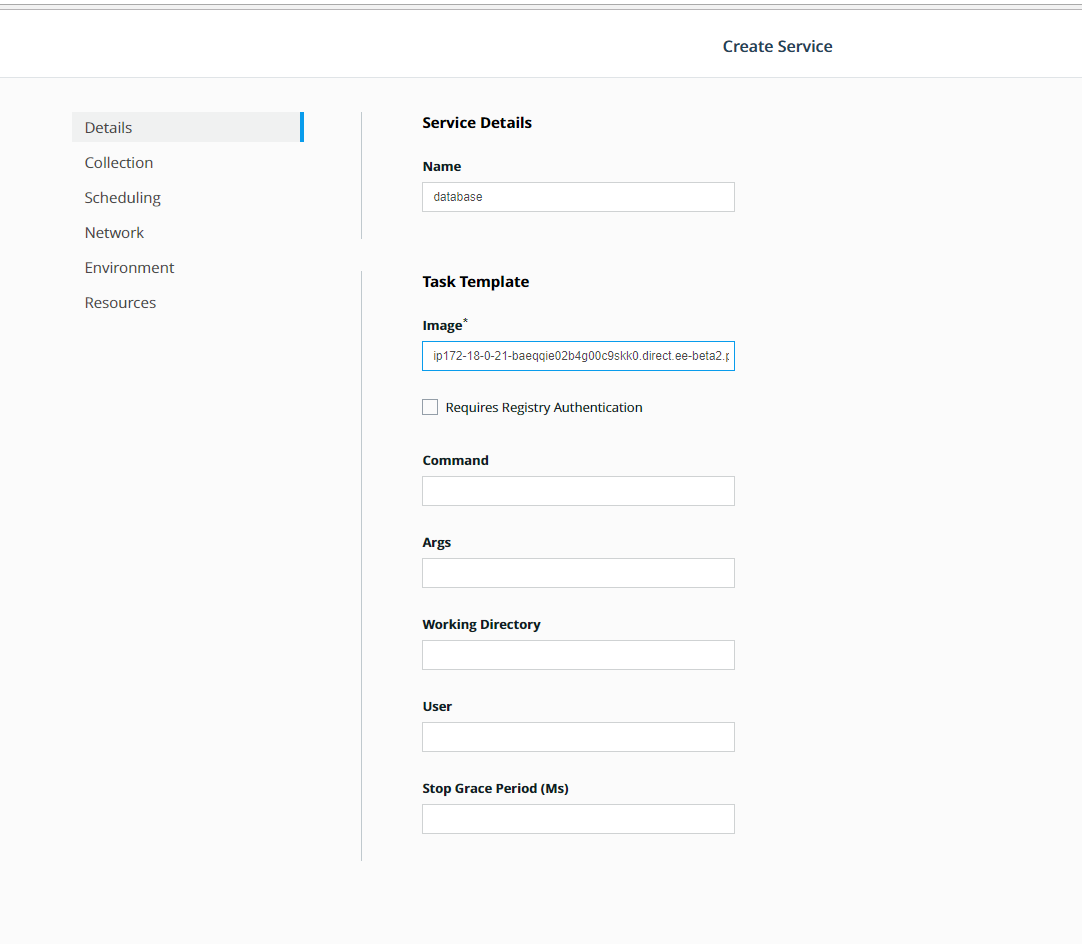 Create Service
Details
Collection
Scheduling
Network
Environment
Resources
Service Details
Name
database
Task Template
Image*
ip172-18-0-21-baeqqie02b4g00c9skk0.direct.ee-beta2.p
Requires Registry Authentication
Command
Args
Working Directory
User
Stop Grace Period (Ms)